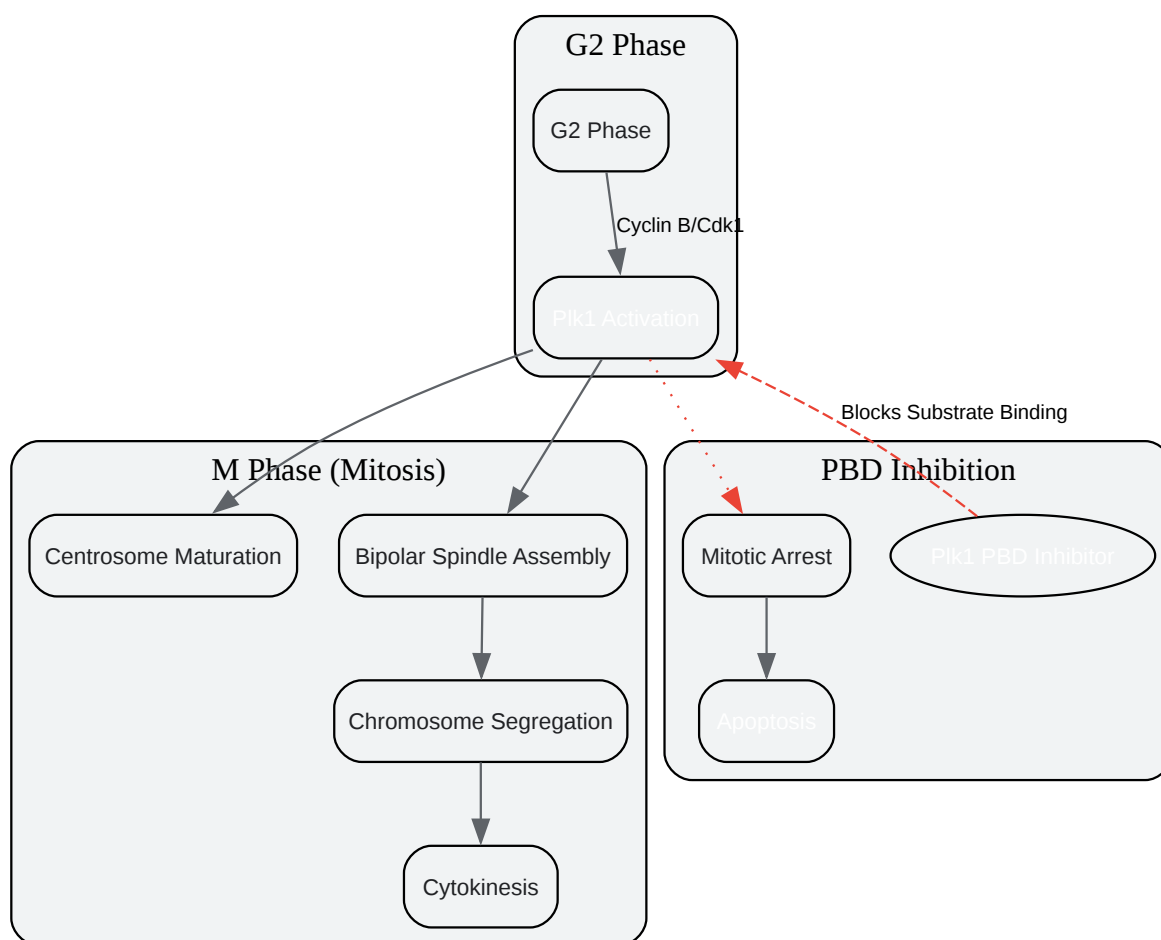 G2 Phase
G2 Phase
Cyclin B/Cdk1
Plk1 Activation
Blocks Substrate Binding
M Phase (Mitosis)
PBD Inhibition
Centrosome Maturation
Bipolar Spindle Assembly
Mitotic Arrest
Plk1 PBD Inhibitor
Chromosome Segregation
Apoptosis
Cytokinesis